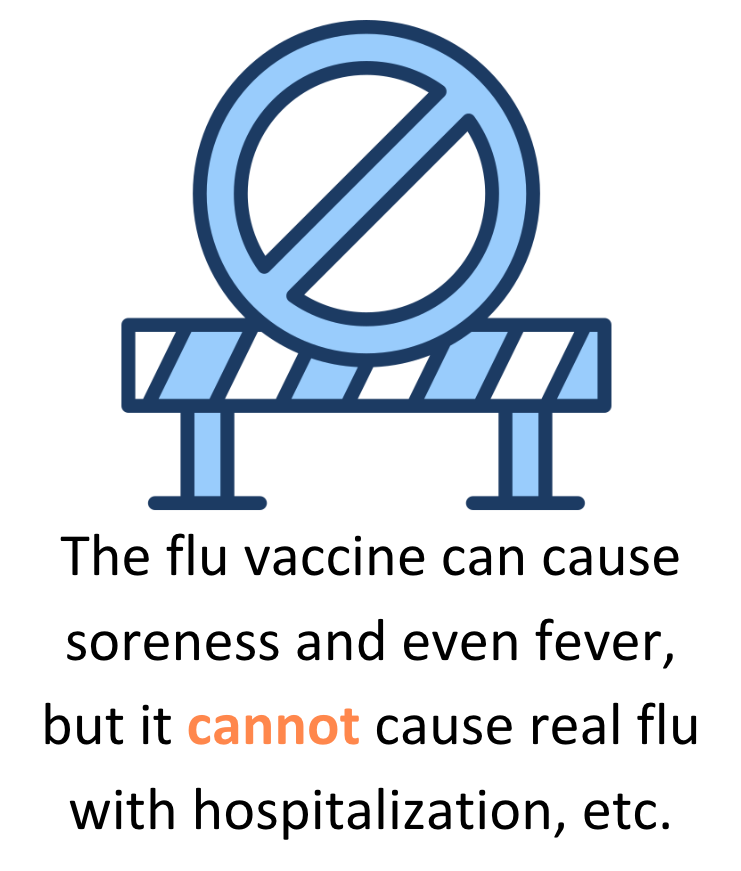 The flu vaccine can cause
soreness and even fever,
but it cannot cause real flu
with hospitalization, etc.